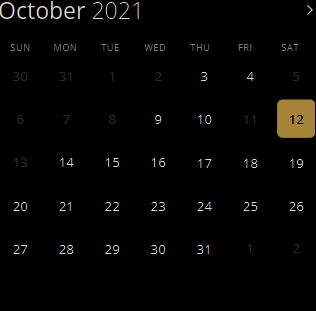 October 2021
SUN MON TUE WED THU FRI SAT
30 31 1 2 3 4 5
6 7 8 9 10 11 12
13 14 15 16 17 18 19
20 21 22 23 24 25 26
27 28 29 30 31 1 2